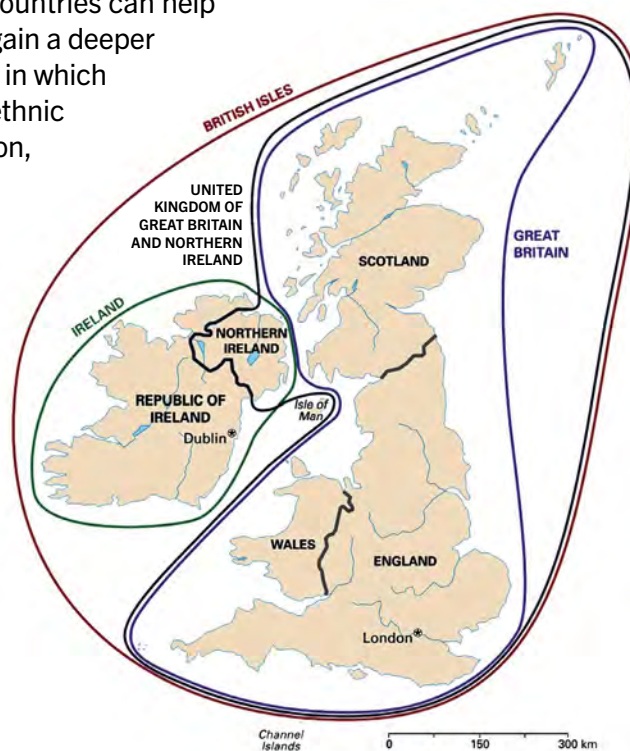 ountries can help
gain a deeper
in which
ethnic
on,
BRITISH ISLES
UNITED
KINGDOM OF
GREAT BRITAIN
AND NORTHERN
IRELAND
GREAT
BRITAIN
SCOTLAND
IRELAND
NORTHERN
IRELAND
REPUBLIC OF
IRELAND
Isle of
Man
Dublin
WALES
ENGLAND
London
Channel
Islands
0 150 300 km